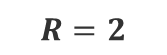 R = 2